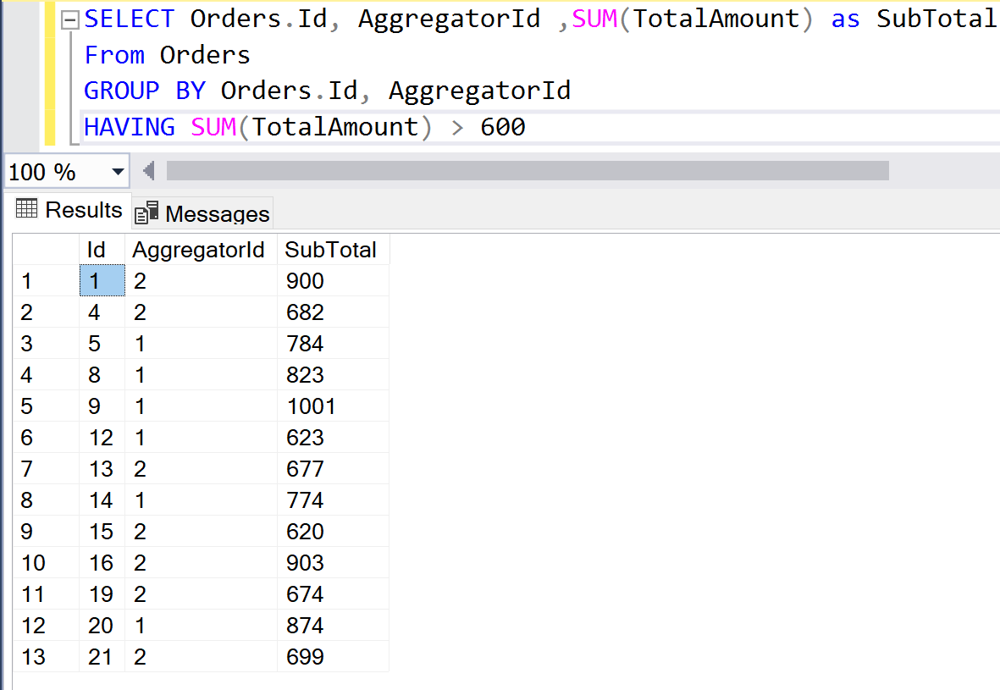 SELECT Orders.Id, AggregatorId ,SUM(TotalAmount) as SubTotal
From Orders
GROUP BY Orders.Id, AggregatorId
HAVING SUM(TotalAmount) > 600
100 %
Results Messages
Id AggregatorId SubTotal
1 1 2 900
2 4 2 682
3 5 1 784
4 8 1 823
5 9 1 1001
6 12 1 623
7 13 2 677
8 14 1 774
9 15 2 620
10 16 2 903
11 19 2 674
12 20 1 874
13 21 2 699